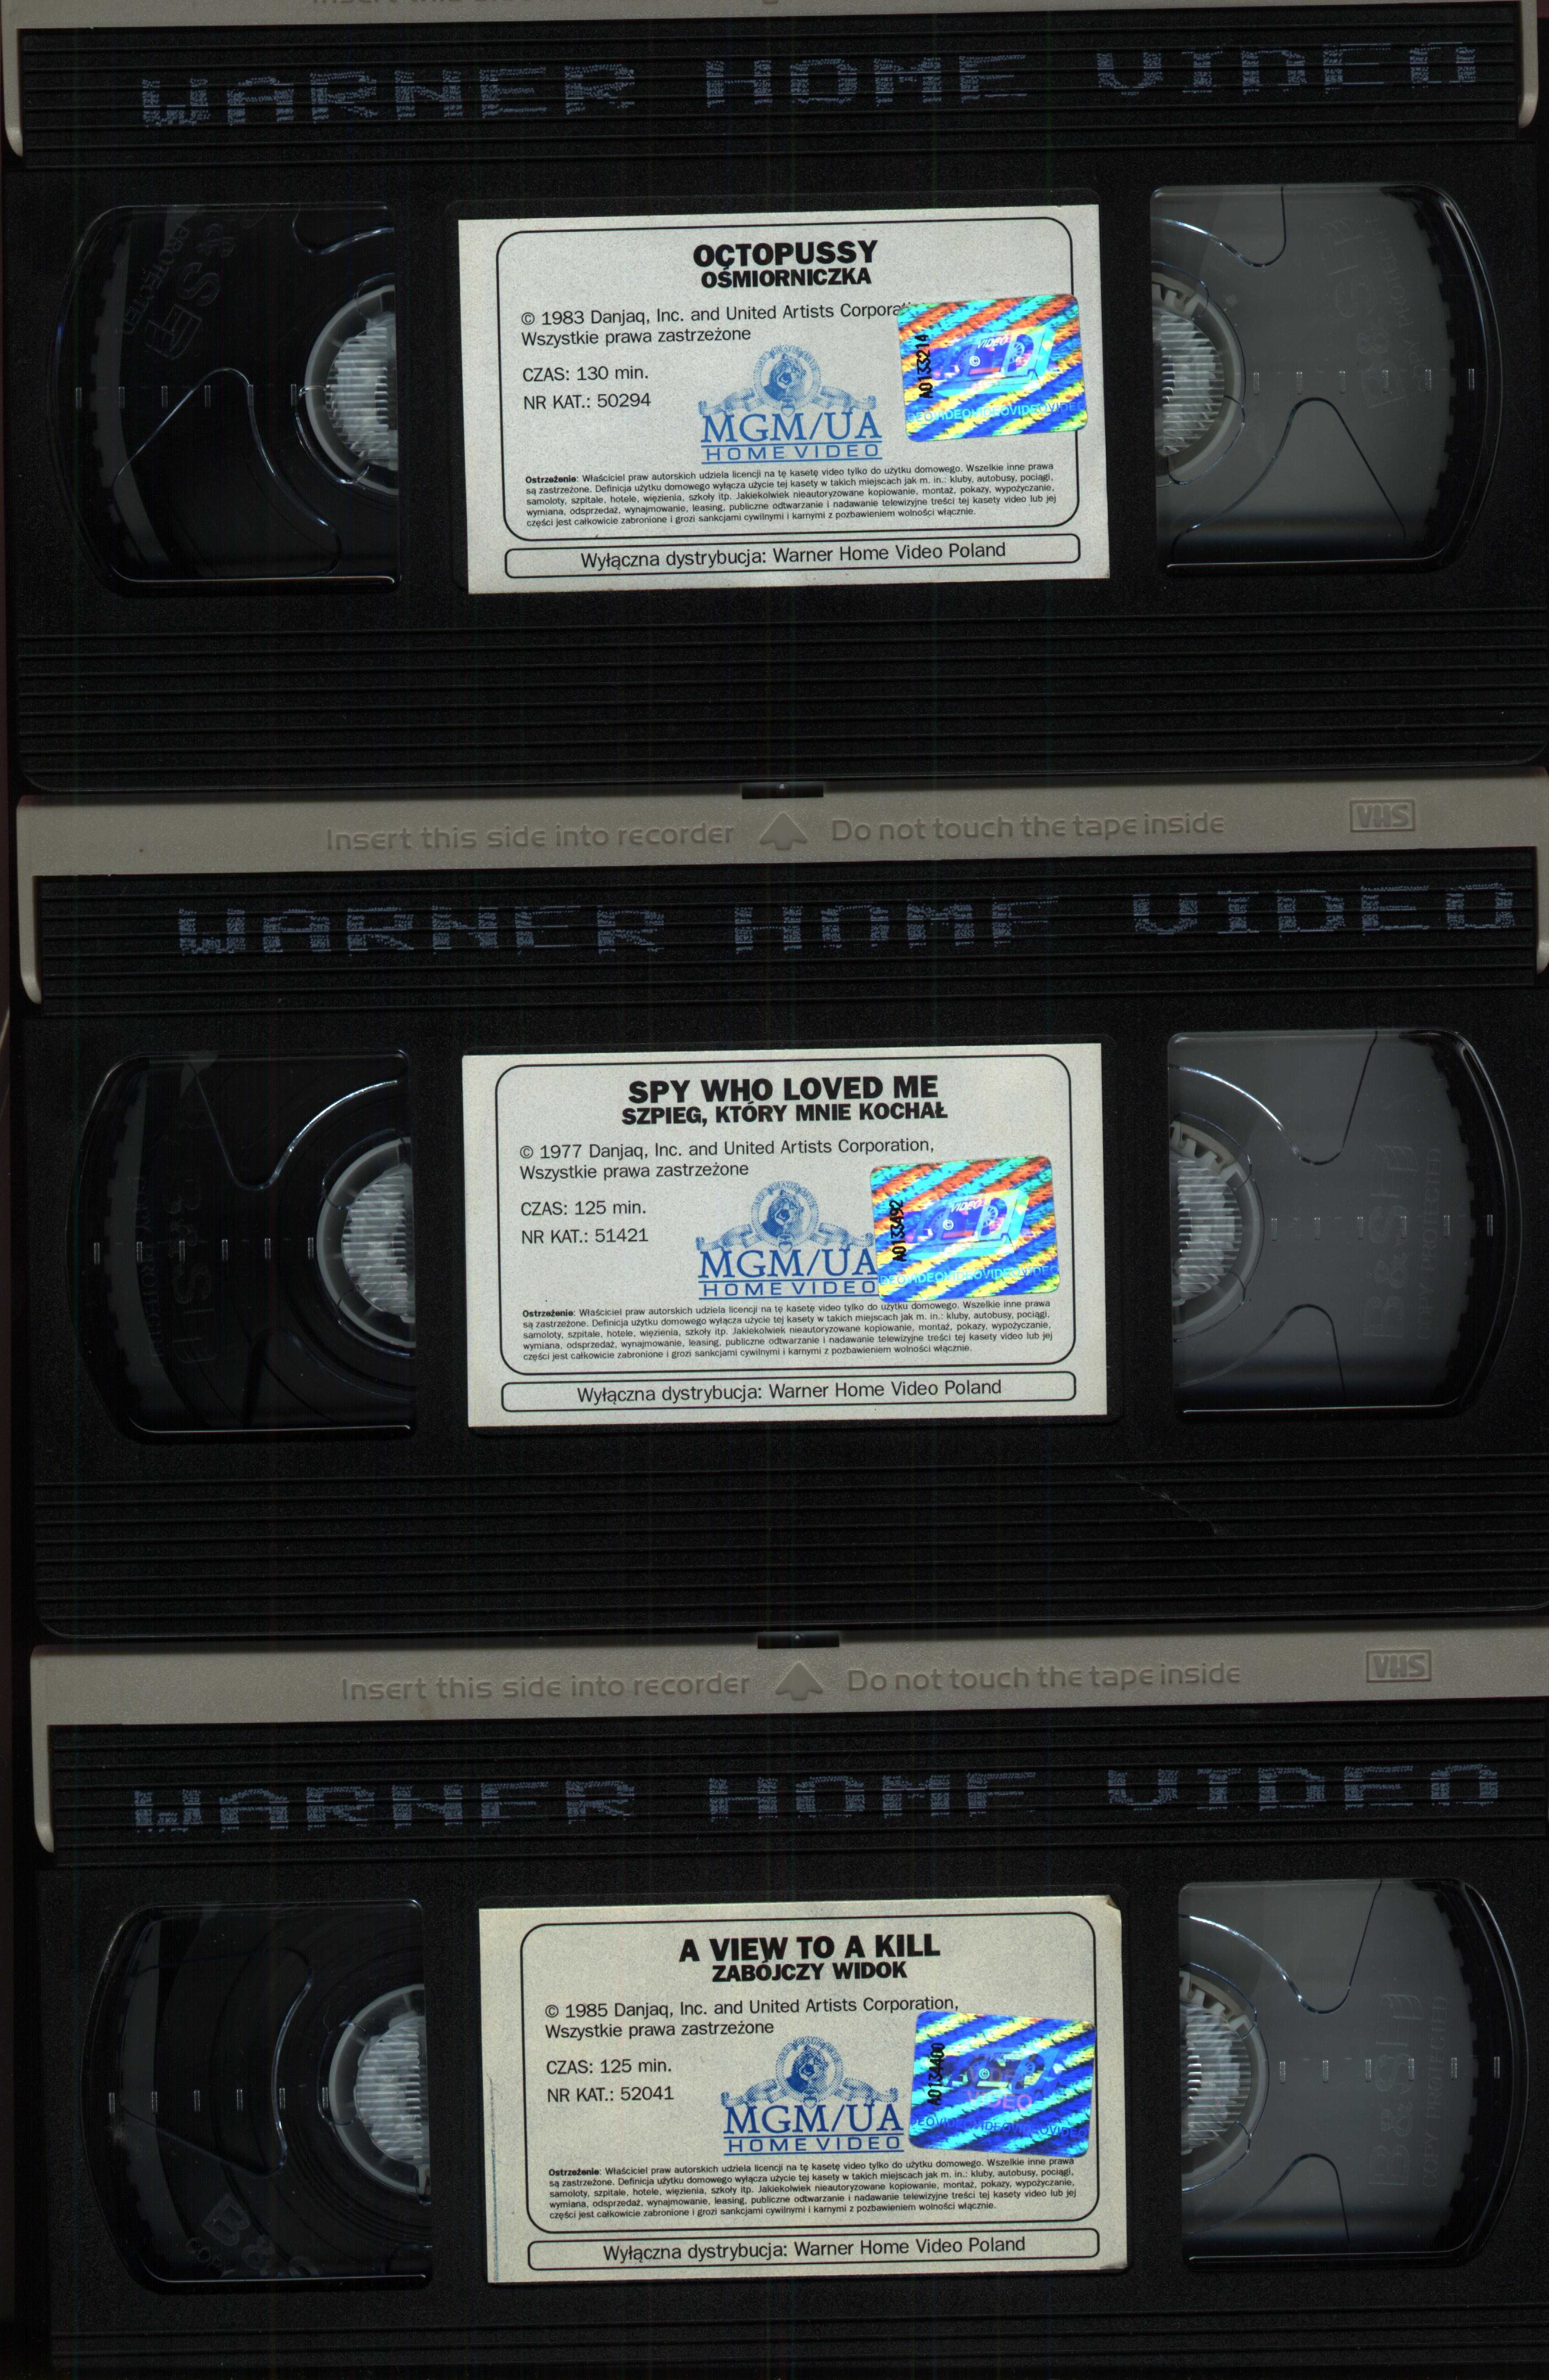 WARNER HOME VIDEO
OCTOPUSSY
OŚMIORNICZKA
© 1983 Danjaq, Inc. and United Artists
Wszystkie prawa zastrzeżone
CZAS: 130 min.
NR KAT.: 50294
MGM/UA
HOME VIDEO
VIDEO
©
A0133214
Ostrzeżenie: Właściciel praw autorskich udziela licencji na tę kasetę video tylko do użytku domowego. Wszelkie inne prawa
są zastrzeżone. Definicja użytku domowego wyłącza użycie tej kasety w takich miejscach jak m. in.: kluby, autobusy, pociągi,
samoloty, szpitale, hotele, więzienia, szkoły itp. Jakiekolwiek nieautoryzowane kopiowanie, montaż, pokazy, wypożyczanie,
wymiana, odsprzedaż, wynajmowanie, leasing, publiczne odtwarzanie i nadawanie telewizyjne treści tej kasety video lub jej
części jest całkowicie zabronione i grozi sankcjami cywilnymi i karnymi z pozbawieniem wolności włącznie.
Wyłączna dystrybucja: Warner Home Video Poland
Insert this side into recorder Do not touch the tape inside VHS
WARNER HOME VIDEO
SPY WHO LOVED ME
SZPIEG, KTÓRY MNIE KOCHAŁ
© 1977 Danjaq, Inc. and United Artists Corporation,
Wszystkie prawa zastrzeżone
CZAS: 125 min.
NR KAT.: 51421
MGM/UA
HOME VIDEO
VIDEO
©
A0133492
Ostrzeżenie: Właściciel praw autorskich udziela licencji na tę kasetę video tylko do użytku domowego. Wszelkie inne prawa
są zastrzeżone. Definicja użytku domowego wyłącza użycie tej kasety w takich miejscach jak m. in.: kluby, autobusy, pociągi,
samoloty, szpitale, hotele, więzienia, szkoły itp. Jakiekolwiek nieautoryzowane kopiowanie, montaż, pokazy, wypożyczanie,
wymiana, odsprzedaż, wynajmowanie, leasing, publiczne odtwarzanie i nadawanie telewizyjne treści tej kasety video lub jej
części jest całkowicie zabronione i grozi sankcjami cywilnymi i karnymi z pozbawieniem wolności włącznie.
Wyłączna dystrybucja: Warner Home Video Poland
Insert this side into recorder Do not touch the tape inside VHS
WARNER HOME VIDEO
A VIEW TO A KILL
ZABÓJCZY WIDOK
© 1985 Danjaq, Inc. and United Artists Corporation,
Wszystkie prawa zastrzeżone
CZAS: 125 min.
NR KAT.: 52041
MGM/UA
HOME VIDEO
©
VIDEO
A0134400
Ostrzeżenie: Właściciel praw autorskich udziela licencji na tę kasetę video tylko do użytku domowego. Wszelkie inne prawa
są zastrzeżone. Definicja użytku domowego wyłącza użycie tej kasety w takich miejscach jak m. in.: kluby, autobusy, pociągi,
samoloty, szpitale, hotele, więzienia, szkoły itp. Jakiekolwiek nieautoryzowane kopiowanie, montaż, pokazy, wypożyczanie,
wymiana, odsprzedaż, wynajmowanie, leasing, publiczne odtwarzanie i nadawanie telewizyjne treści tej kasety video lub jej
części jest całkowicie zabronione i grozi sankcjami cywilnymi i karnymi z pozbawieniem wolności włącznie.
Wyłączna dystrybucja: Warner Home Video Poland